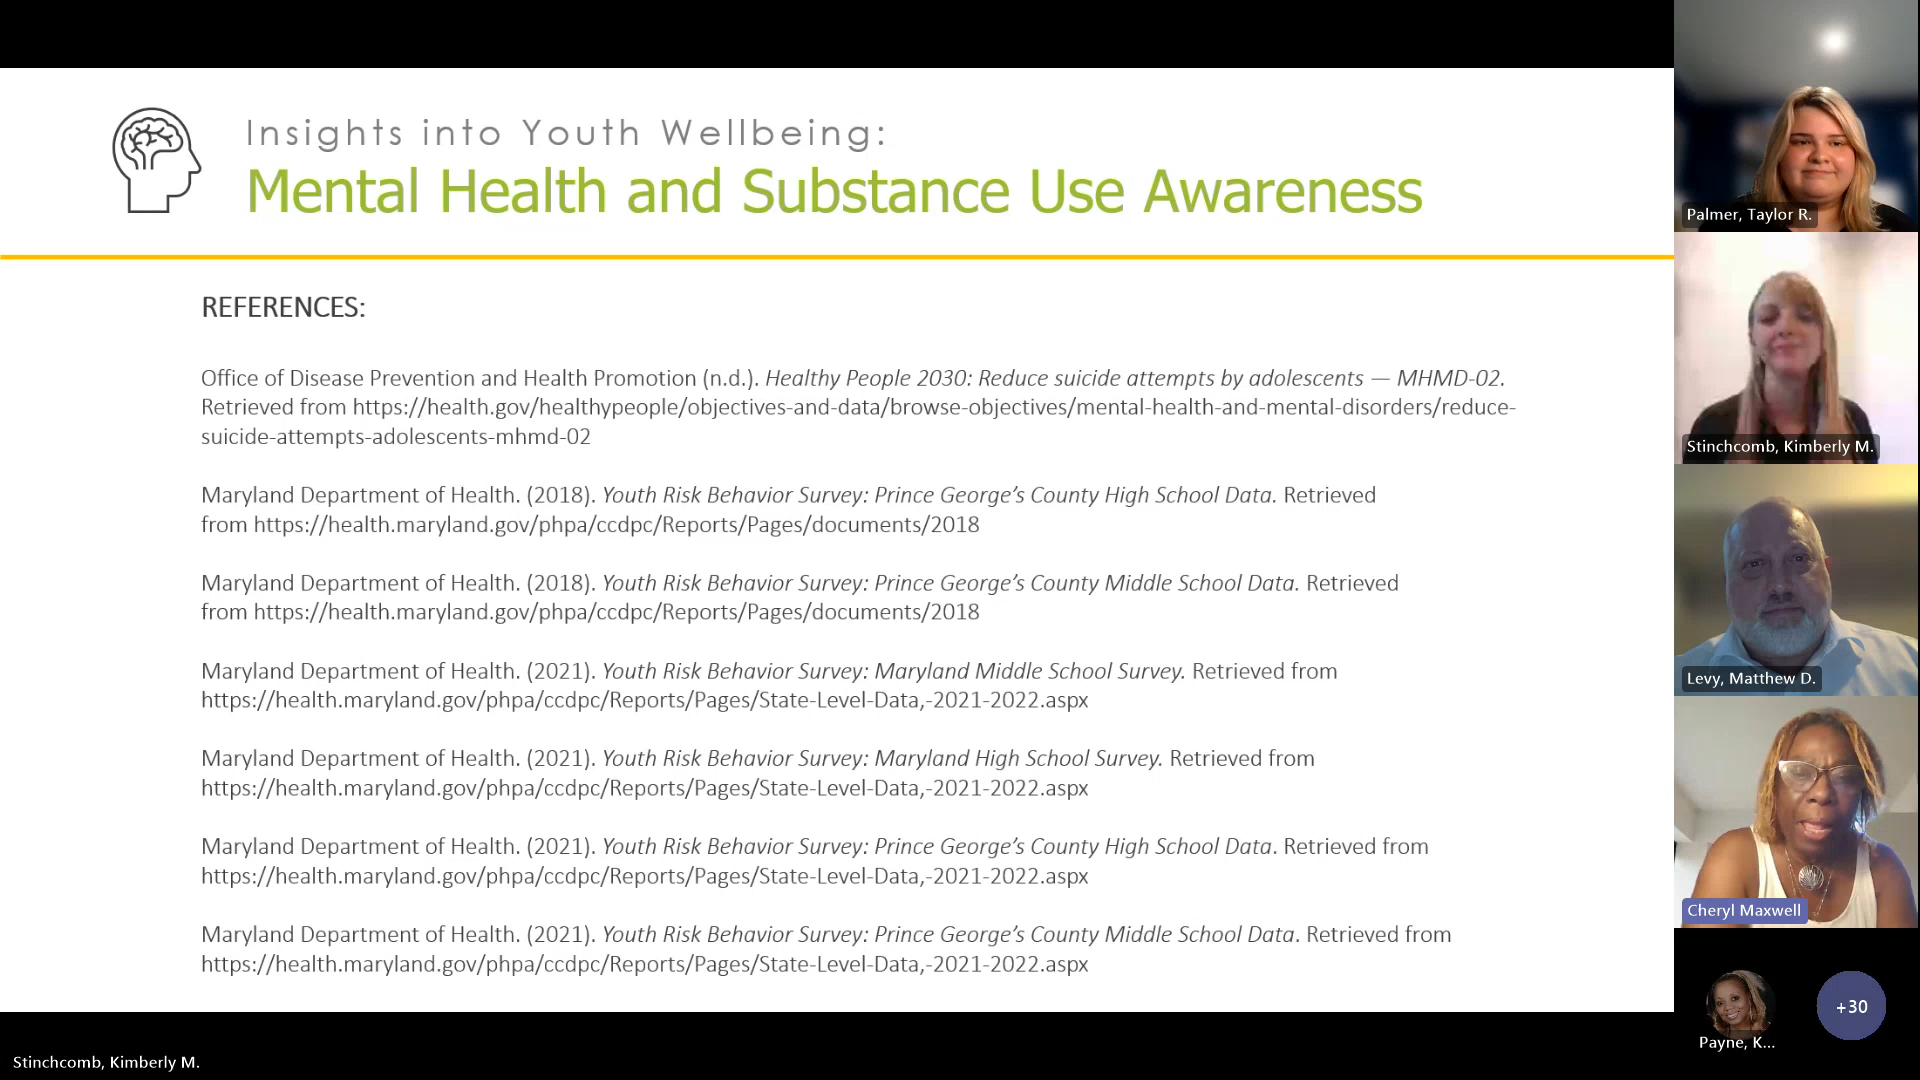 Insights into Youth Wellbeing:
Mental Health and Substance Use Awareness
REFERENCES:
Office of Disease Prevention and Health Promotion (n.d.). Healthy People 2030: Reduce suicide attempts by adolescents — MHMD-02.
Retrieved from https://health.gov/healthypeople/objectives-and-data/browse-objectives/mental-health-and-mental-disorders/reduce-
suicide-attempts-adolescents-mhmd-02
Maryland Department of Health. (2018). Youth Risk Behavior Survey: Prince George’s County High School Data. Retrieved
from https://health.maryland.gov/phpa/ccdpc/Reports/Pages/documents/2018
Maryland Department of Health. (2018). Youth Risk Behavior Survey: Prince George’s County Middle School Data. Retrieved
from https://health.maryland.gov/phpa/ccdpc/Reports/Pages/documents/2018
Maryland Department of Health. (2021). Youth Risk Behavior Survey: Maryland Middle School Survey. Retrieved from
https://health.maryland.gov/phpa/ccdpc/Reports/Pages/State-Level-Data,-2021-2022.aspx
Maryland Department of Health. (2021). Youth Risk Behavior Survey: Maryland High School Survey. Retrieved from
https://health.maryland.gov/phpa/ccdpc/Reports/Pages/State-Level-Data,-2021-2022.aspx
Maryland Department of Health. (2021). Youth Risk Behavior Survey: Prince George’s County High School Data. Retrieved from
https://health.maryland.gov/phpa/ccdpc/Reports/Pages/State-Level-Data,-2021-2022.aspx
Maryland Department of Health. (2021). Youth Risk Behavior Survey: Prince George’s County Middle School Data. Retrieved from
https://health.maryland.gov/phpa/ccdpc/Reports/Pages/State-Level-Data,-2021-2022.aspx
Stinchcomb, Kimberly M.
Palmer, Taylor R.
Stinchcomb, Kimberly M.
Levy, Matthew D.
Cheryl Maxwell
Payne, K...
+30